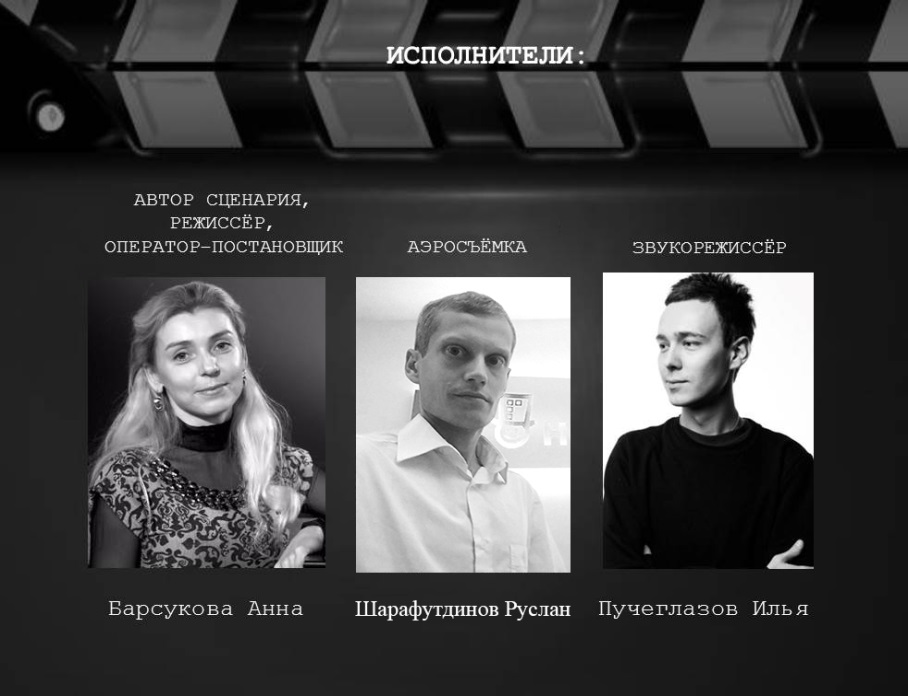 ИСПОЛНИТЕЛИ:
АВТОР СЦЕНАРИЯ,
РЕЖИССЁР,
ОПЕРАТОР-ПОСТАНОВЩИК
АЭРОСЪЁМКА
ЗВУКОРЕЖИССЁР
Барсукова Анна
Шарафутдинов Руслан
Пучеглазов Илья